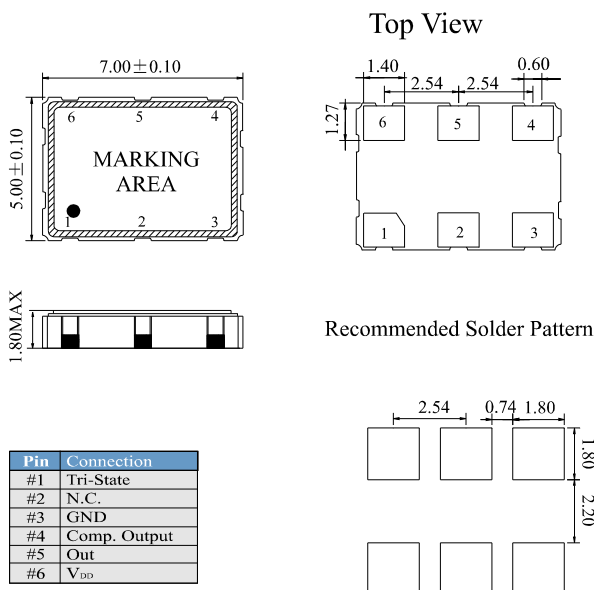 Top View
7.00±0.10
5.00±0.10
6 5 4
MARKING
AREA
1 2 3
1.40
0.60
2.54 2.54
1.27
6 5 4
1 2 3
1.80MAX
Recommended Solder Pattern
2.54 0.74 1.80
1.80
2.20
Pin Connection
#1 Tri-State
#2 N.C.
#3 GND
#4 Comp. Output
#5 Out
#6 VDD